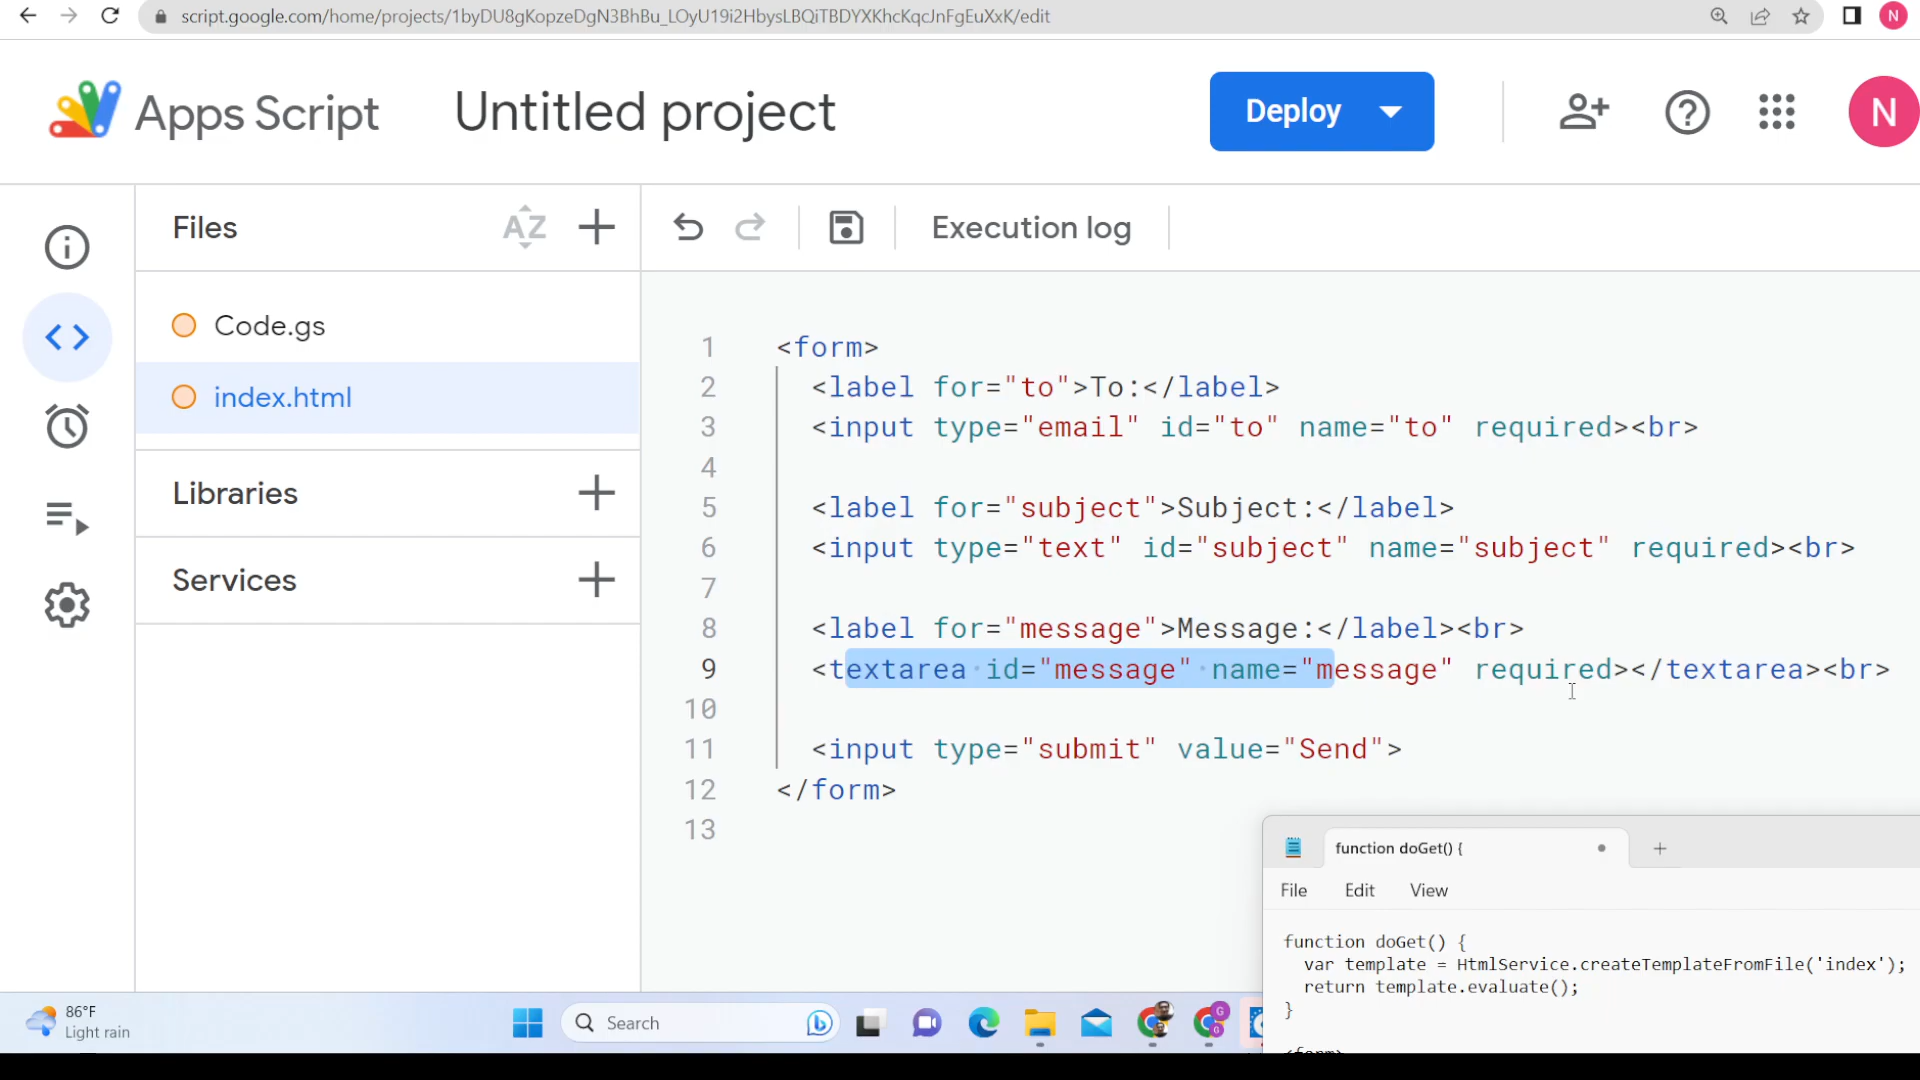 script.google.com/home/projects/1byDU8gKopzeDgN3BhBu_LOyU19i2HbysLBQiTBDYXKhcKqcJnFgEuXxK/edit
N
Apps Script
Untitled project
Deploy
N
Files
AZ
Execution log
Code.gs
index.html
Libraries
Services
1 <form>
2 <label for="to">To:</label>
3 <input type="email" id="to" name="to" required><br>
4
5 <label for="subject">Subject:</label>
6 <input type="text" id="subject" name="subject" required><br>
7
8 <label for="message">Message:</label><br>
9 <textarea id="message" name="message" required></textarea><br>
10
11 <input type="submit" value="Send">
12 </form>
13
function doGet() {
File Edit View
function doGet() {
var template = HtmlService.createTemplateFromFile('index');
return template.evaluate();
}
<form>
86°F
Light rain
Search